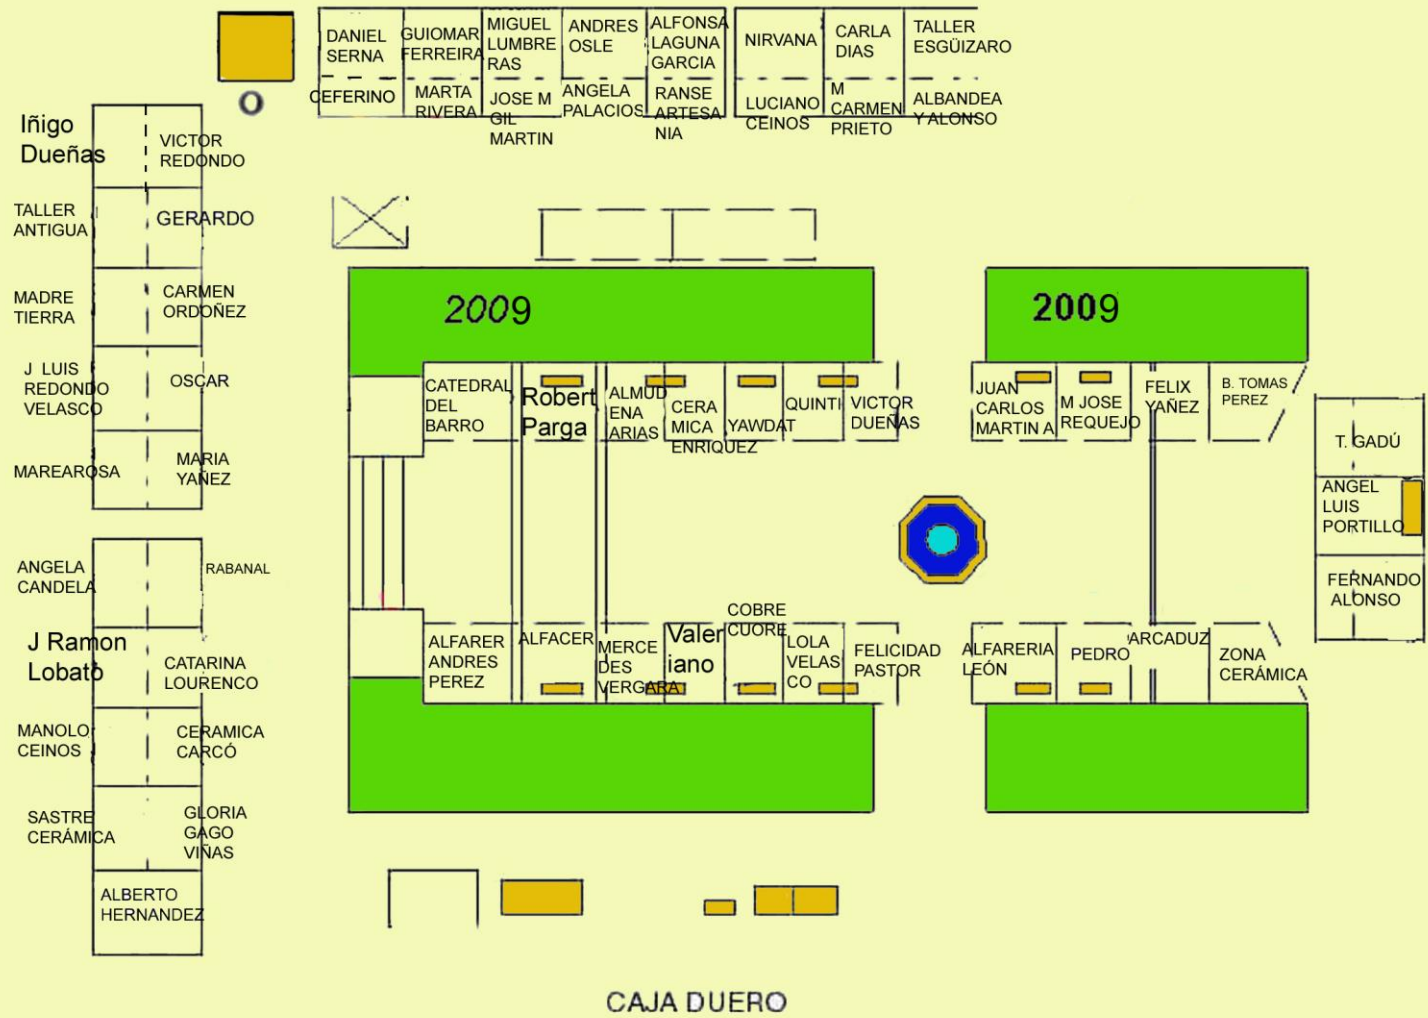 DANIEL
SERNA
GUIOMAR
FERREIRA
MIGUEL
LUMBRE
RAS
ANDRES
OSLE
ALFONSA
LAGUNA
GARCIA
NIRVANA
CARLA
DIAS
TALLER
ESGÜIZARO
CEFERINO
MARTA
RIVERA
JOSE M
GIL
MARTIN
ANGELA
PALACIOS
RANSE
ARTESA
NIA
LUCIANO
CEINOS
M
CARMEN
PRIETO
ALBANDEA
Y ALONSO
O
Iñigo
Dueñas
VICTOR
REDONDO
TALLER
ANTIGUA
GERARDO
MADRE
TIERRA
CARMEN
ORDOÑEZ
J LUIS
REDONDO
VELASCO
OSCAR
MAREAROSA
MARIA
YAÑEZ
ANGELA
CANDELA
RABANAL
J Ramon
Lobato
CATARINA
LOURENCO
MANOLO
CEINOS
CERAMICA
CARCÓ
SASTRE
CERÁMICA
GLORIA
GAGO
VIÑAS
ALBERTO
HERNANDEZ
2009
2009
CATEDRAL
DEL
BARRO
Robert
Parga
ALMUD
ENA
ARIAS
CERA
MICA
ENRIQUEZ
YAWDAT
QUINTI
VICTOR
DUEÑAS
JUAN
CARLOS
MARTIN A
M JOSE
REQUEJO
FELIX
YAÑEZ
B. TOMAS
PEREZ
T. GADÚ
ANGEL
LUIS
PORTILLO
FERNANDO
ALONSO
ALFARER
ANDRES
PEREZ
ALFACER
MERCE
DES
VERGARA
Valer
iano
COBRE
CUORE
LOLA
VELAS
CO
FELICIDAD
PASTOR
ALFARERIA
LEÓN
PEDRO
ARCADUZ
ZONA
CERÁMICA
CAJA DUERO